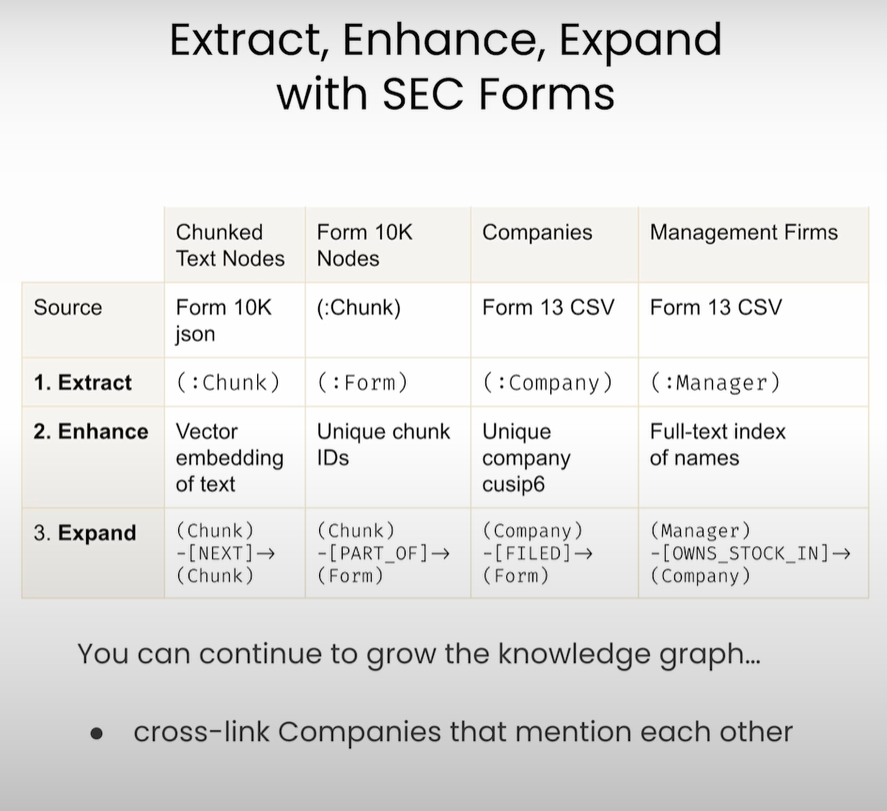 Extract, Enhance, Expand
with SEC Forms
Chunked
Text Nodes
Form 10K
Nodes
Companies
Management Firms
Source
Form 10K
json
(:Chunk)
Form 13 CSV
Form 13 CSV
1. Extract
(:Chunk)
(:Form)
(:Company)
(:Manager)
2. Enhance
Vector
embedding
of text
Unique chunk
IDs
Unique
company
cusip6
Full-text index
of names
3. Expand
(Chunk)
-[NEXT]→
(Chunk)
(Chunk)
-[PART_OF]→
(Form)
(Company)
-[FILED]→
(Form)
(Manager)
-[OWNS_STOCK_IN]→
(Company)
You can continue to grow the knowledge graph…
● cross-link Companies that mention each other